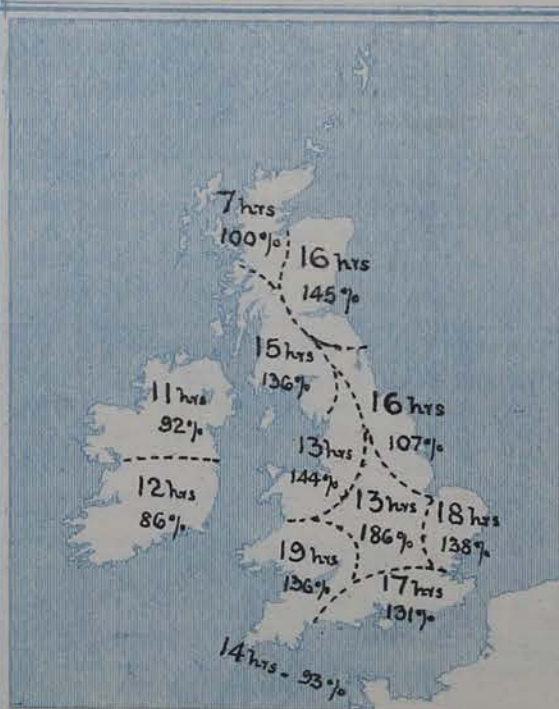 7 hrs
100%
16 hrs
145%
15 hrs
136%
11 hrs
92%
16 hrs
107%
13 hrs
144%
12 hrs
86%
13 hrs
186%
18 hrs
138%
19 hrs
136%
17 hrs
131%
14 hrs - 93%